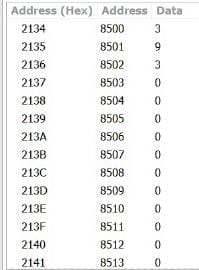 Address (Hex) Address Data
2134 8500 3
2135 8501 9
2136 8502 3
2137 8503 0
2138 8504 0
2139 8505 0
213A 8506 0
213B 8507 0
213C 8508 0
213D 8509 0
213E 8510 0
213F 8511 0
2140 8512 0
2141 8513 0